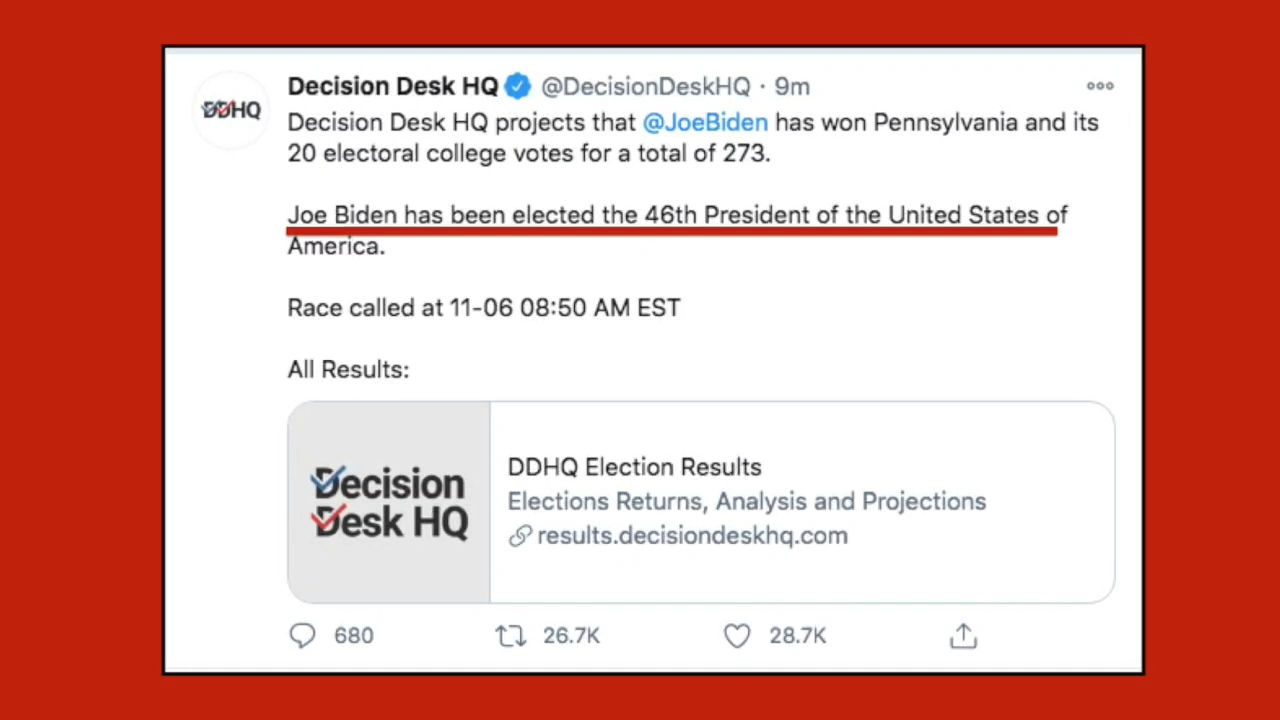 DDHQ
Decision Desk HQ @DecisionDeskHQ · 9m
Decision Desk HQ projects that @JoeBiden has won Pennsylvania and its
20 electoral college votes for a total of 273.
Joe Biden has been elected the 46th President of the United States of
America.
Race called at 11-06 08:50 AM EST
All Results:
Decision
Desk HQ
DDHQ Election Results
Elections Returns, Analysis and Projections
results.decisiondeskhq.com
680 26.7K 28.7K